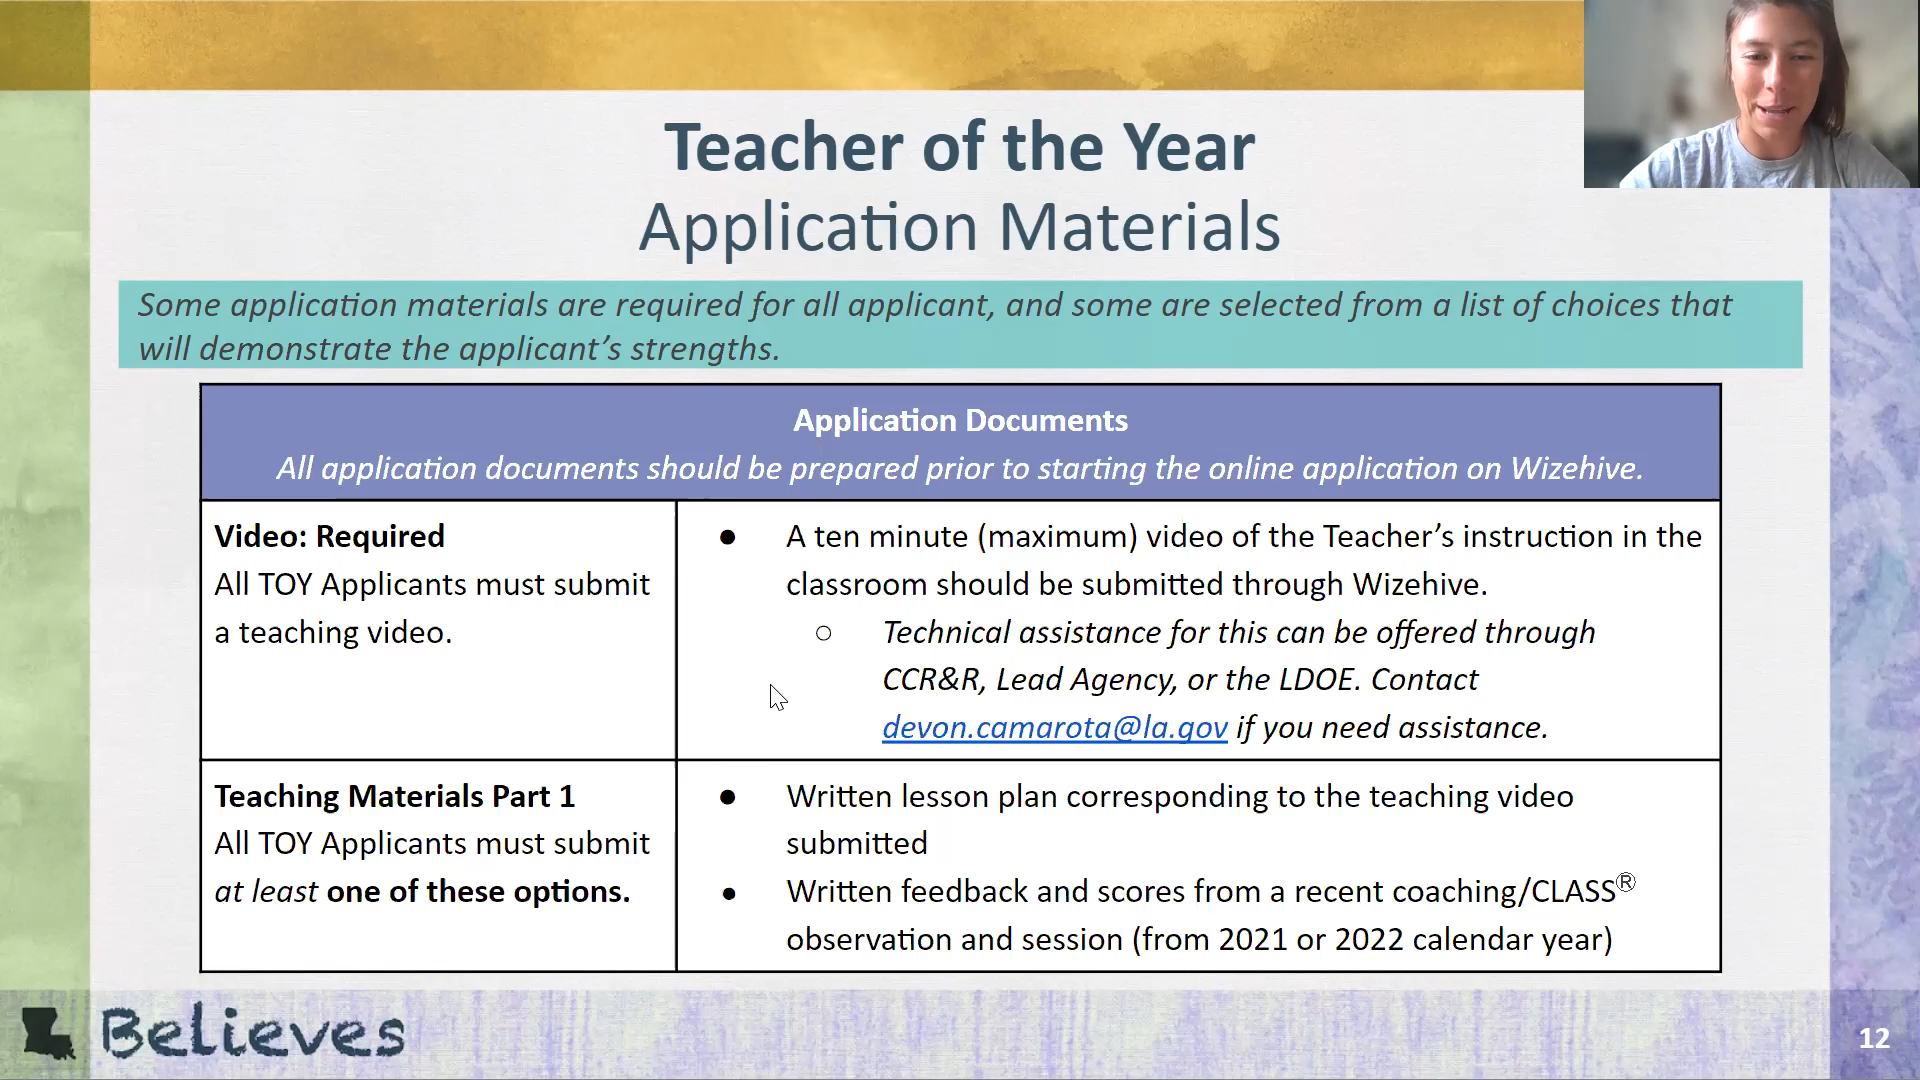 Teacher of the Year
Application Materials
Some application materials are required for all applicant, and some are selected from a list of choices that
will demonstrate the applicant’s strengths.
Application Documents
All application documents should be prepared prior to starting the online application on Wizehive.
Video: Required
All TOY Applicants must submit
a teaching video.
● A ten minute (maximum) video of the Teacher’s instruction in the
classroom should be submitted through Wizehive.
○ Technical assistance for this can be offered through
CCR&R, Lead Agency, or the LDOE. Contact
devon.camarota@la.gov if you need assistance.
Teaching Materials Part 1
All TOY Applicants must submit
at least one of these options.
● Written lesson plan corresponding to the teaching video
submitted
● Written feedback and scores from a recent coaching/CLASS®
observation and session (from 2021 or 2022 calendar year)
Believes
12